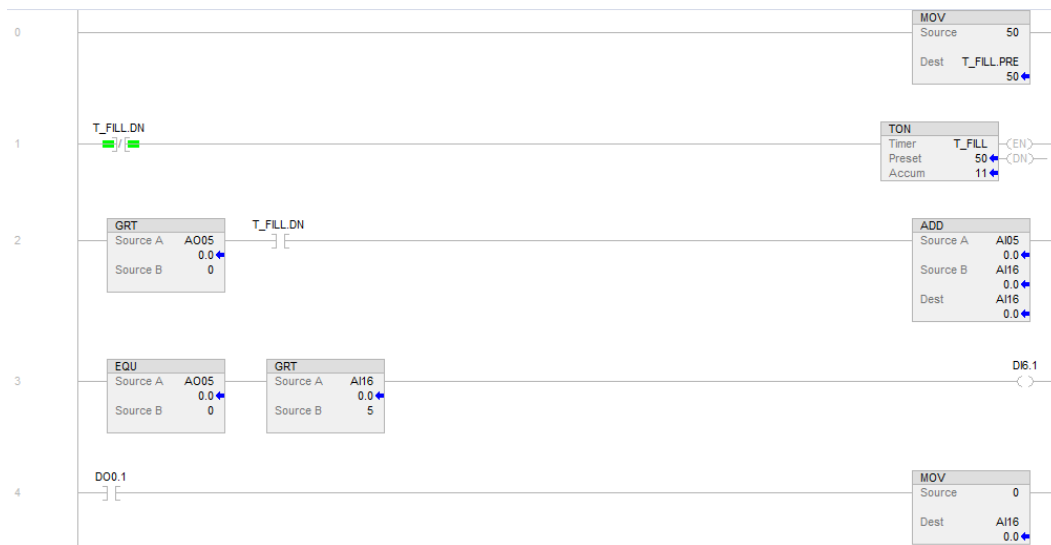 0
MOV
Source 50
Dest T_FILL.PRE
50
1
T_FILL.DN
/
TON
Timer T_FILL (EN)
Preset 50 (DN)
Accum 11
2
GRT
Source A AO05
0.0
Source B 0
T_FILL.DN
ADD
Source A AI05
0.0
Source B AI16
0.0
Dest AI16
0.0
3
EQU
Source A AO05
0.0
Source B 0
GRT
Source A AI16
0.0
Source B 5
DI6.1
4
DO0.1
MOV
Source 0
Dest AI16
0.0